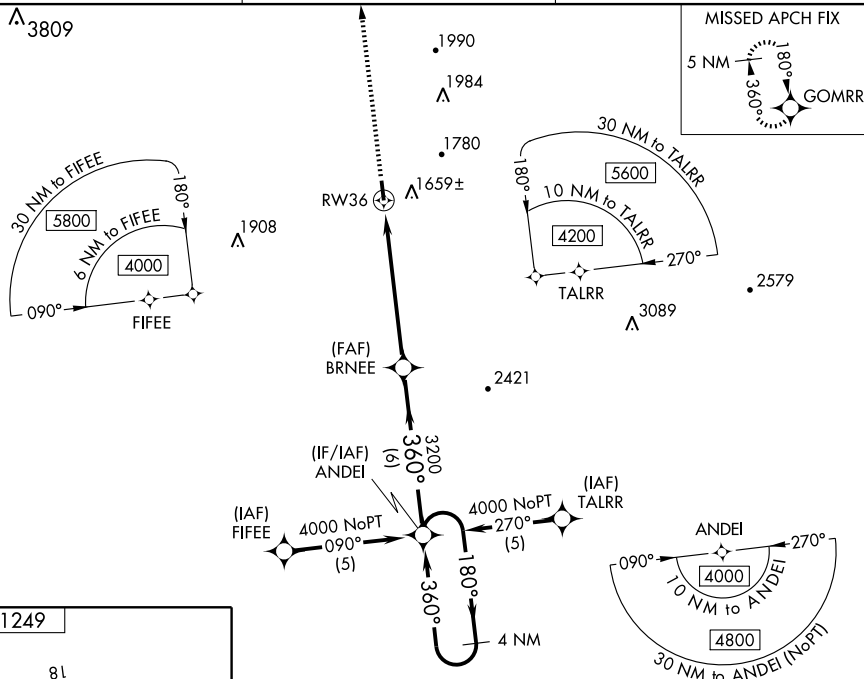 3809
1990
1984
1780
1659±
1908
RW36
MISSED APCH FIX
5 NM
180°
360°
GOMRR
30 NM to FIFEE
5800
6 NM to FIFEE
4000
180°
090°
FIFEE
30 NM to TALRR
5600
10 NM to TALRR
4200
180°
270°
TALRR
2579
3089
2421
(FAF)
BRNEE
3200
360°
(6)
(IF/IAF)
ANDEI
(IAF)
FIFEE
4000 NoPT
090°
(5)
4000 NoPT
270°
(5)
(IAF)
TALRR
180°
360°
4 NM
ANDEI
090°
270°
4000
10 NM to ANDEI
4800
30 NM to ANDEI (NoPT)
1249
18